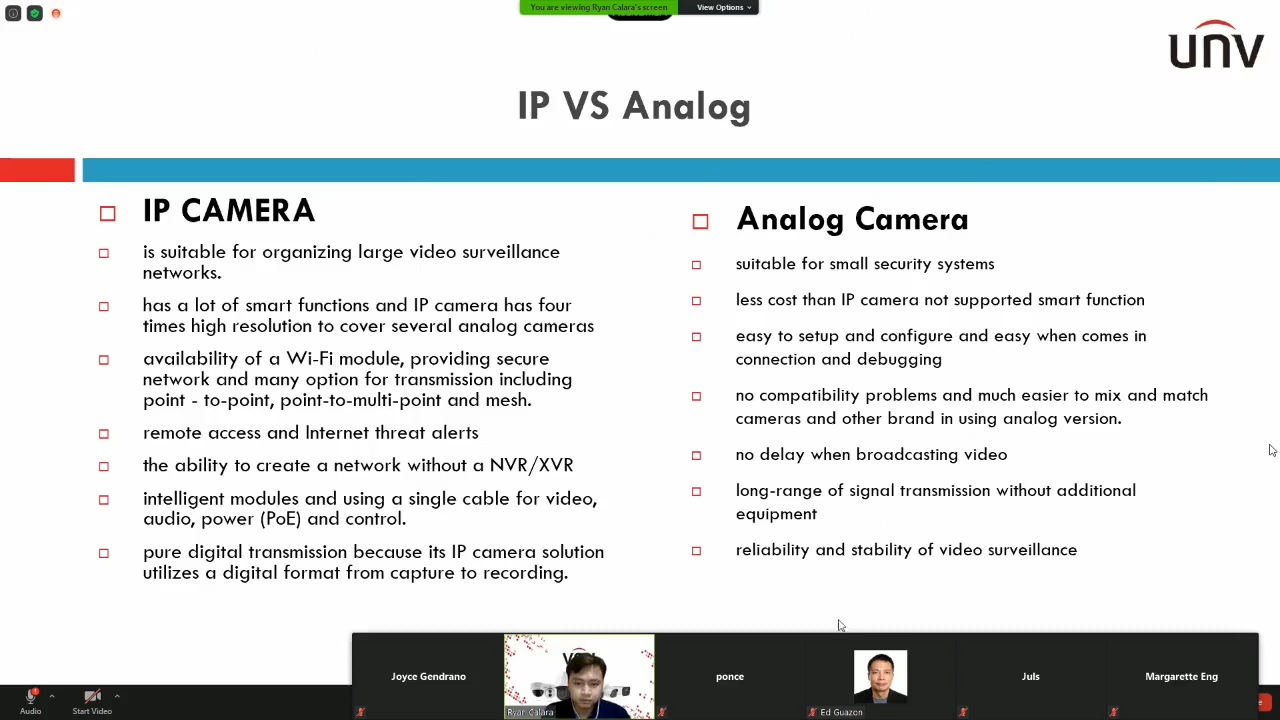 You are viewing Ryan Calara's screen
View Options
unv
IP VS Analog
IP CAMERA
is suitable for organizing large video surveillance
networks.
has a lot of smart functions and IP camera has four
times high resolution to cover several analog cameras
availability of a Wi-Fi module, providing secure
network and many option for transmission including
point - to-point, point-to-multi-point and mesh.
remote access and Internet threat alerts
the ability to create a network without a NVR/XVR
intelligent modules and using a single cable for video,
audio, power (PoE) and control.
pure digital transmission because its IP camera solution
utilizes a digital format from capture to recording.
Analog Camera
suitable for small security systems
less cost than IP camera not supported smart function
easy to setup and configure and easy when comes in
connection and debugging
no compatibility problems and much easier to mix and match
cameras and other brand in using analog version.
no delay when broadcasting video
long-range of signal transmission without additional
equipment
reliability and stability of video surveillance
Joyce Gendrano
Ryan Calara
ponce
Ed Guazon
Juls
Margarette Eng
Audio
Start Video